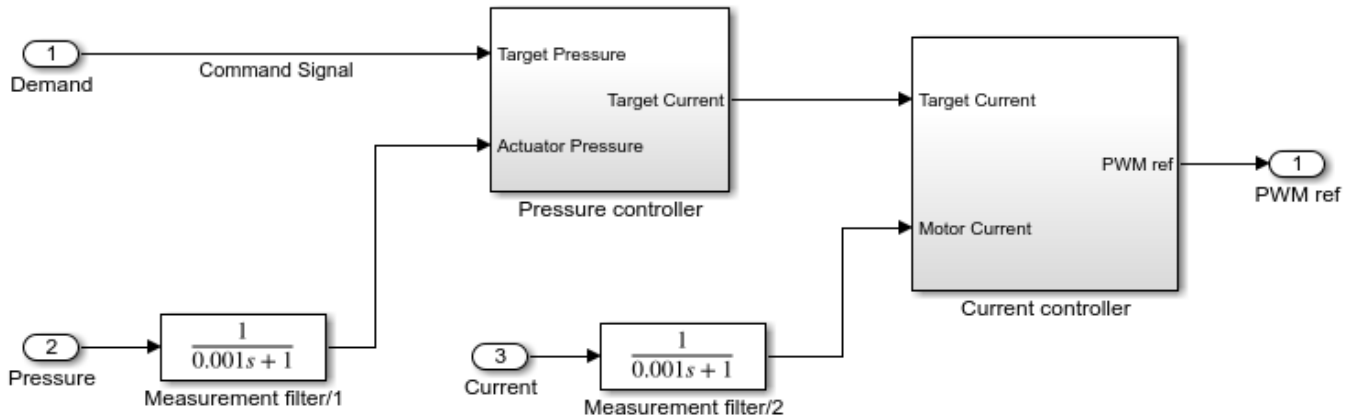 1
Demand
Command Signal
Target Pressure
Target Current
Actuator Pressure
Pressure controller
Target Current
PWM ref
Motor Current
Current controller
1
PWM ref
2
Pressure
1
0.001s + 1
Measurement filter/1
3
Current
1
0.001s + 1
Measurement filter/2